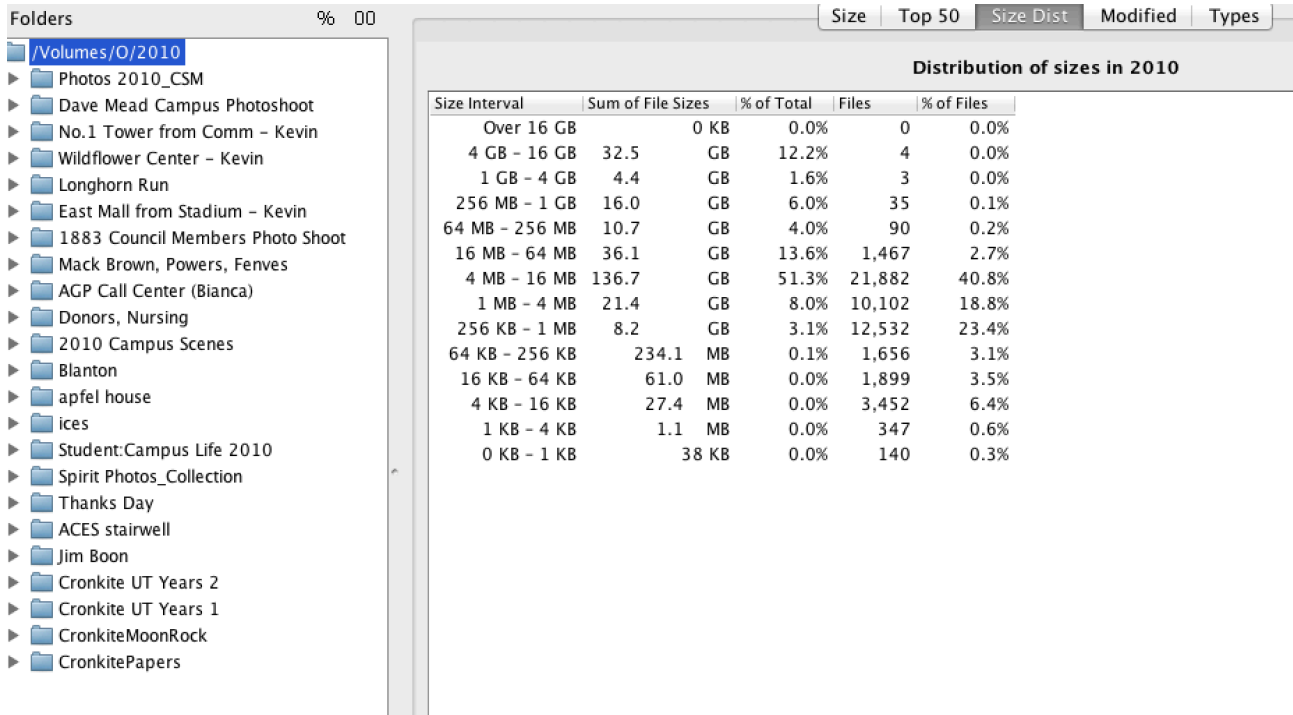 Folders % 00
Size Top 50 Size Dist Modified Types
/Volumes/O/2010
Photos 2010_CSM
Dave Mead Campus Photoshoot
No.1 Tower from Comm – Kevin
Wildflower Center – Kevin
Longhorn Run
East Mall from Stadium – Kevin
1883 Council Members Photo Shoot
Mack Brown, Powers, Fenves
AGP Call Center (Bianca)
Donors, Nursing
2010 Campus Scenes
Blanton
apfel house
ices
Student:Campus Life 2010
Spirit Photos_Collection
Thanks Day
ACES stairwell
Jim Boon
Cronkite UT Years 2
Cronkite UT Years 1
CronkiteMoonRock
CronkitePapers
Distribution of sizes in 2010
Size Interval Sum of File Sizes % of Total Files % of Files
Over 16 GB 0 KB 0.0% 0 0.0%
4 GB – 16 GB 32.5 GB 12.2% 4 0.0%
1 GB – 4 GB 4.4 GB 1.6% 3 0.0%
256 MB – 1 GB 16.0 GB 6.0% 35 0.1%
64 MB – 256 MB 10.7 GB 4.0% 90 0.2%
16 MB – 64 MB 36.1 GB 13.6% 1,467 2.7%
4 MB – 16 MB 136.7 GB 51.3% 21,882 40.8%
1 MB – 4 MB 21.4 GB 8.0% 10,102 18.8%
256 KB – 1 MB 8.2 GB 3.1% 12,532 23.4%
64 KB – 256 KB 234.1 MB 0.1% 1,656 3.1%
16 KB – 64 KB 61.0 MB 0.0% 1,899 3.5%
4 KB – 16 KB 27.4 MB 0.0% 3,452 6.4%
1 KB – 4 KB 1.1 MB 0.0% 347 0.6%
0 KB – 1 KB 38 KB 0.0% 140 0.3%